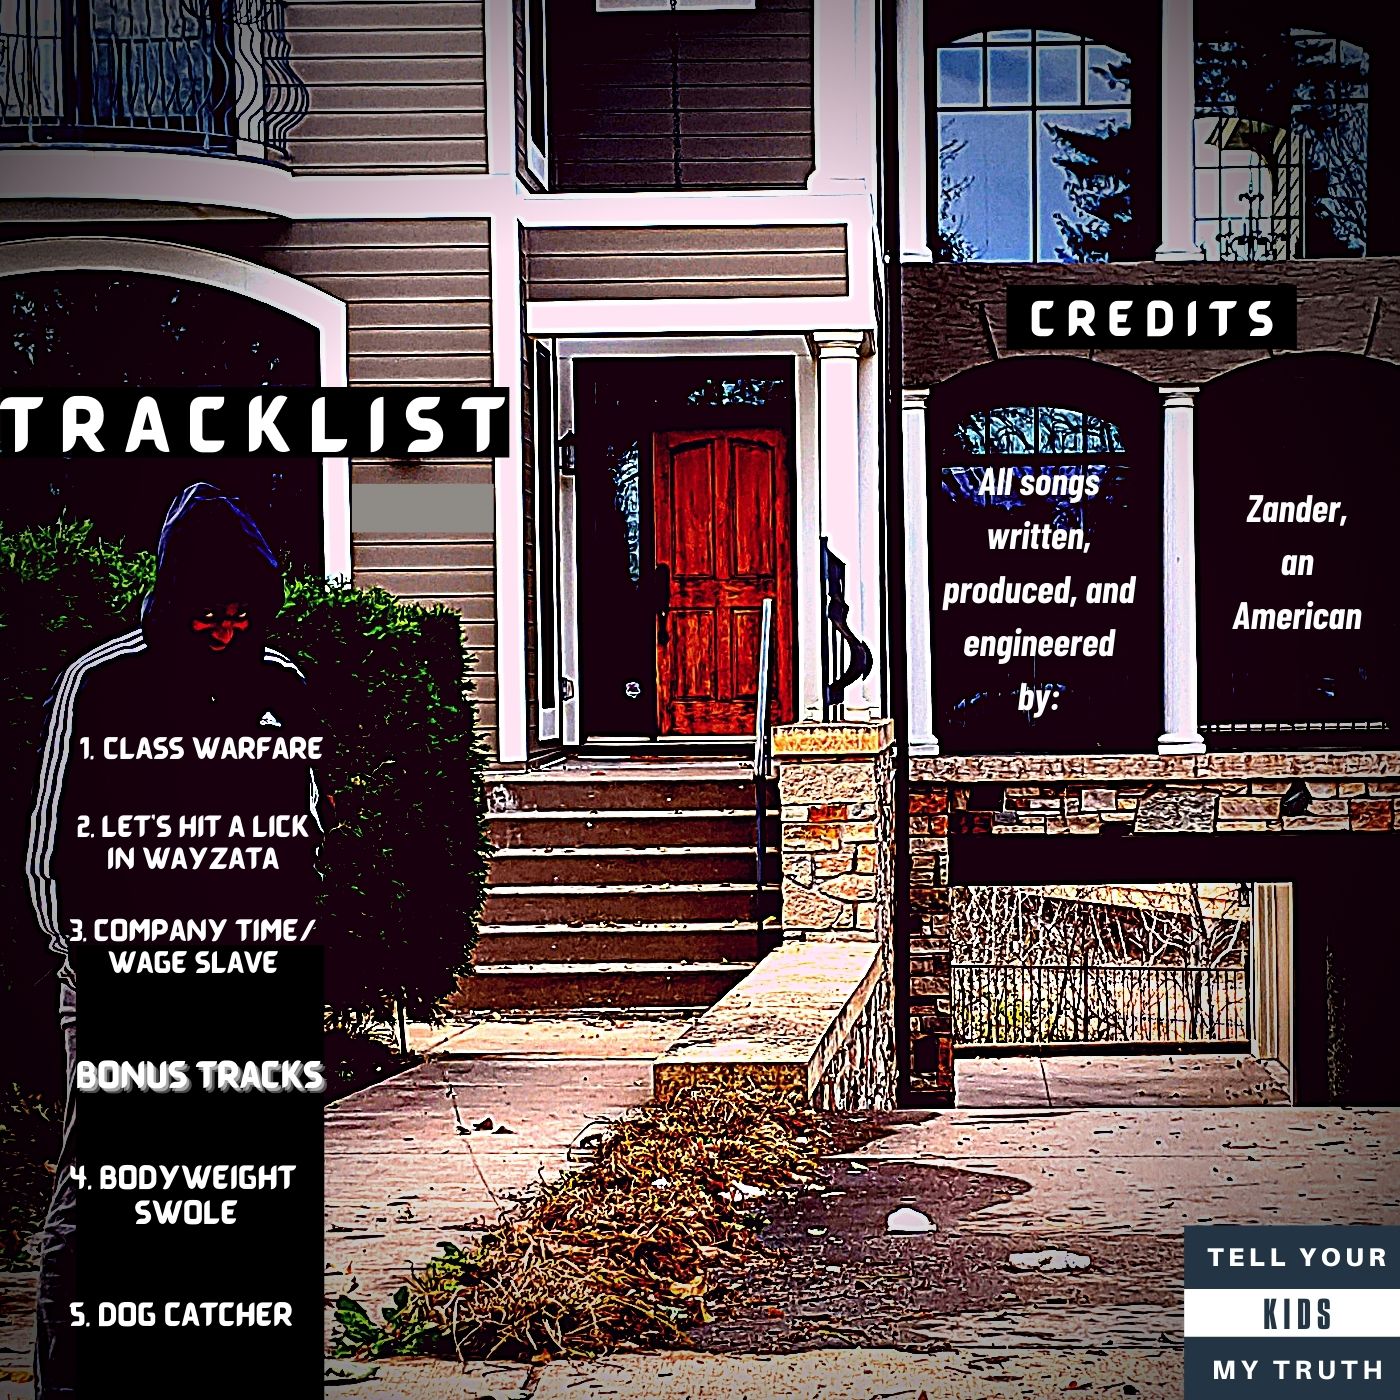 TRACKLIST
1. CLASS WARFARE
2. LET'S HIT A LICK
IN WAYZATA
3. COMPANY TIME/
WAGE SLAVE
BONUS TRACKS
4. BODYWEIGHT
SWOLE
5. DOG CATCHER
CREDITS
All songs
written,
produced, and
engineered
by:
Zander,
an
American
TELL YOUR
KIDS
MY TRUTH